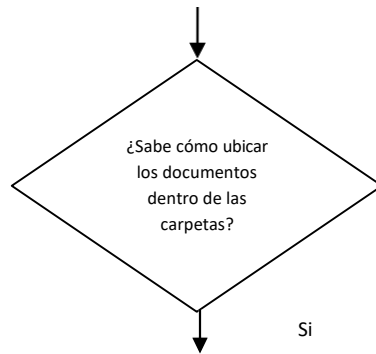 ¿Sabe cómo ubicar
los documentos
dentro de las
carpetas?
Si